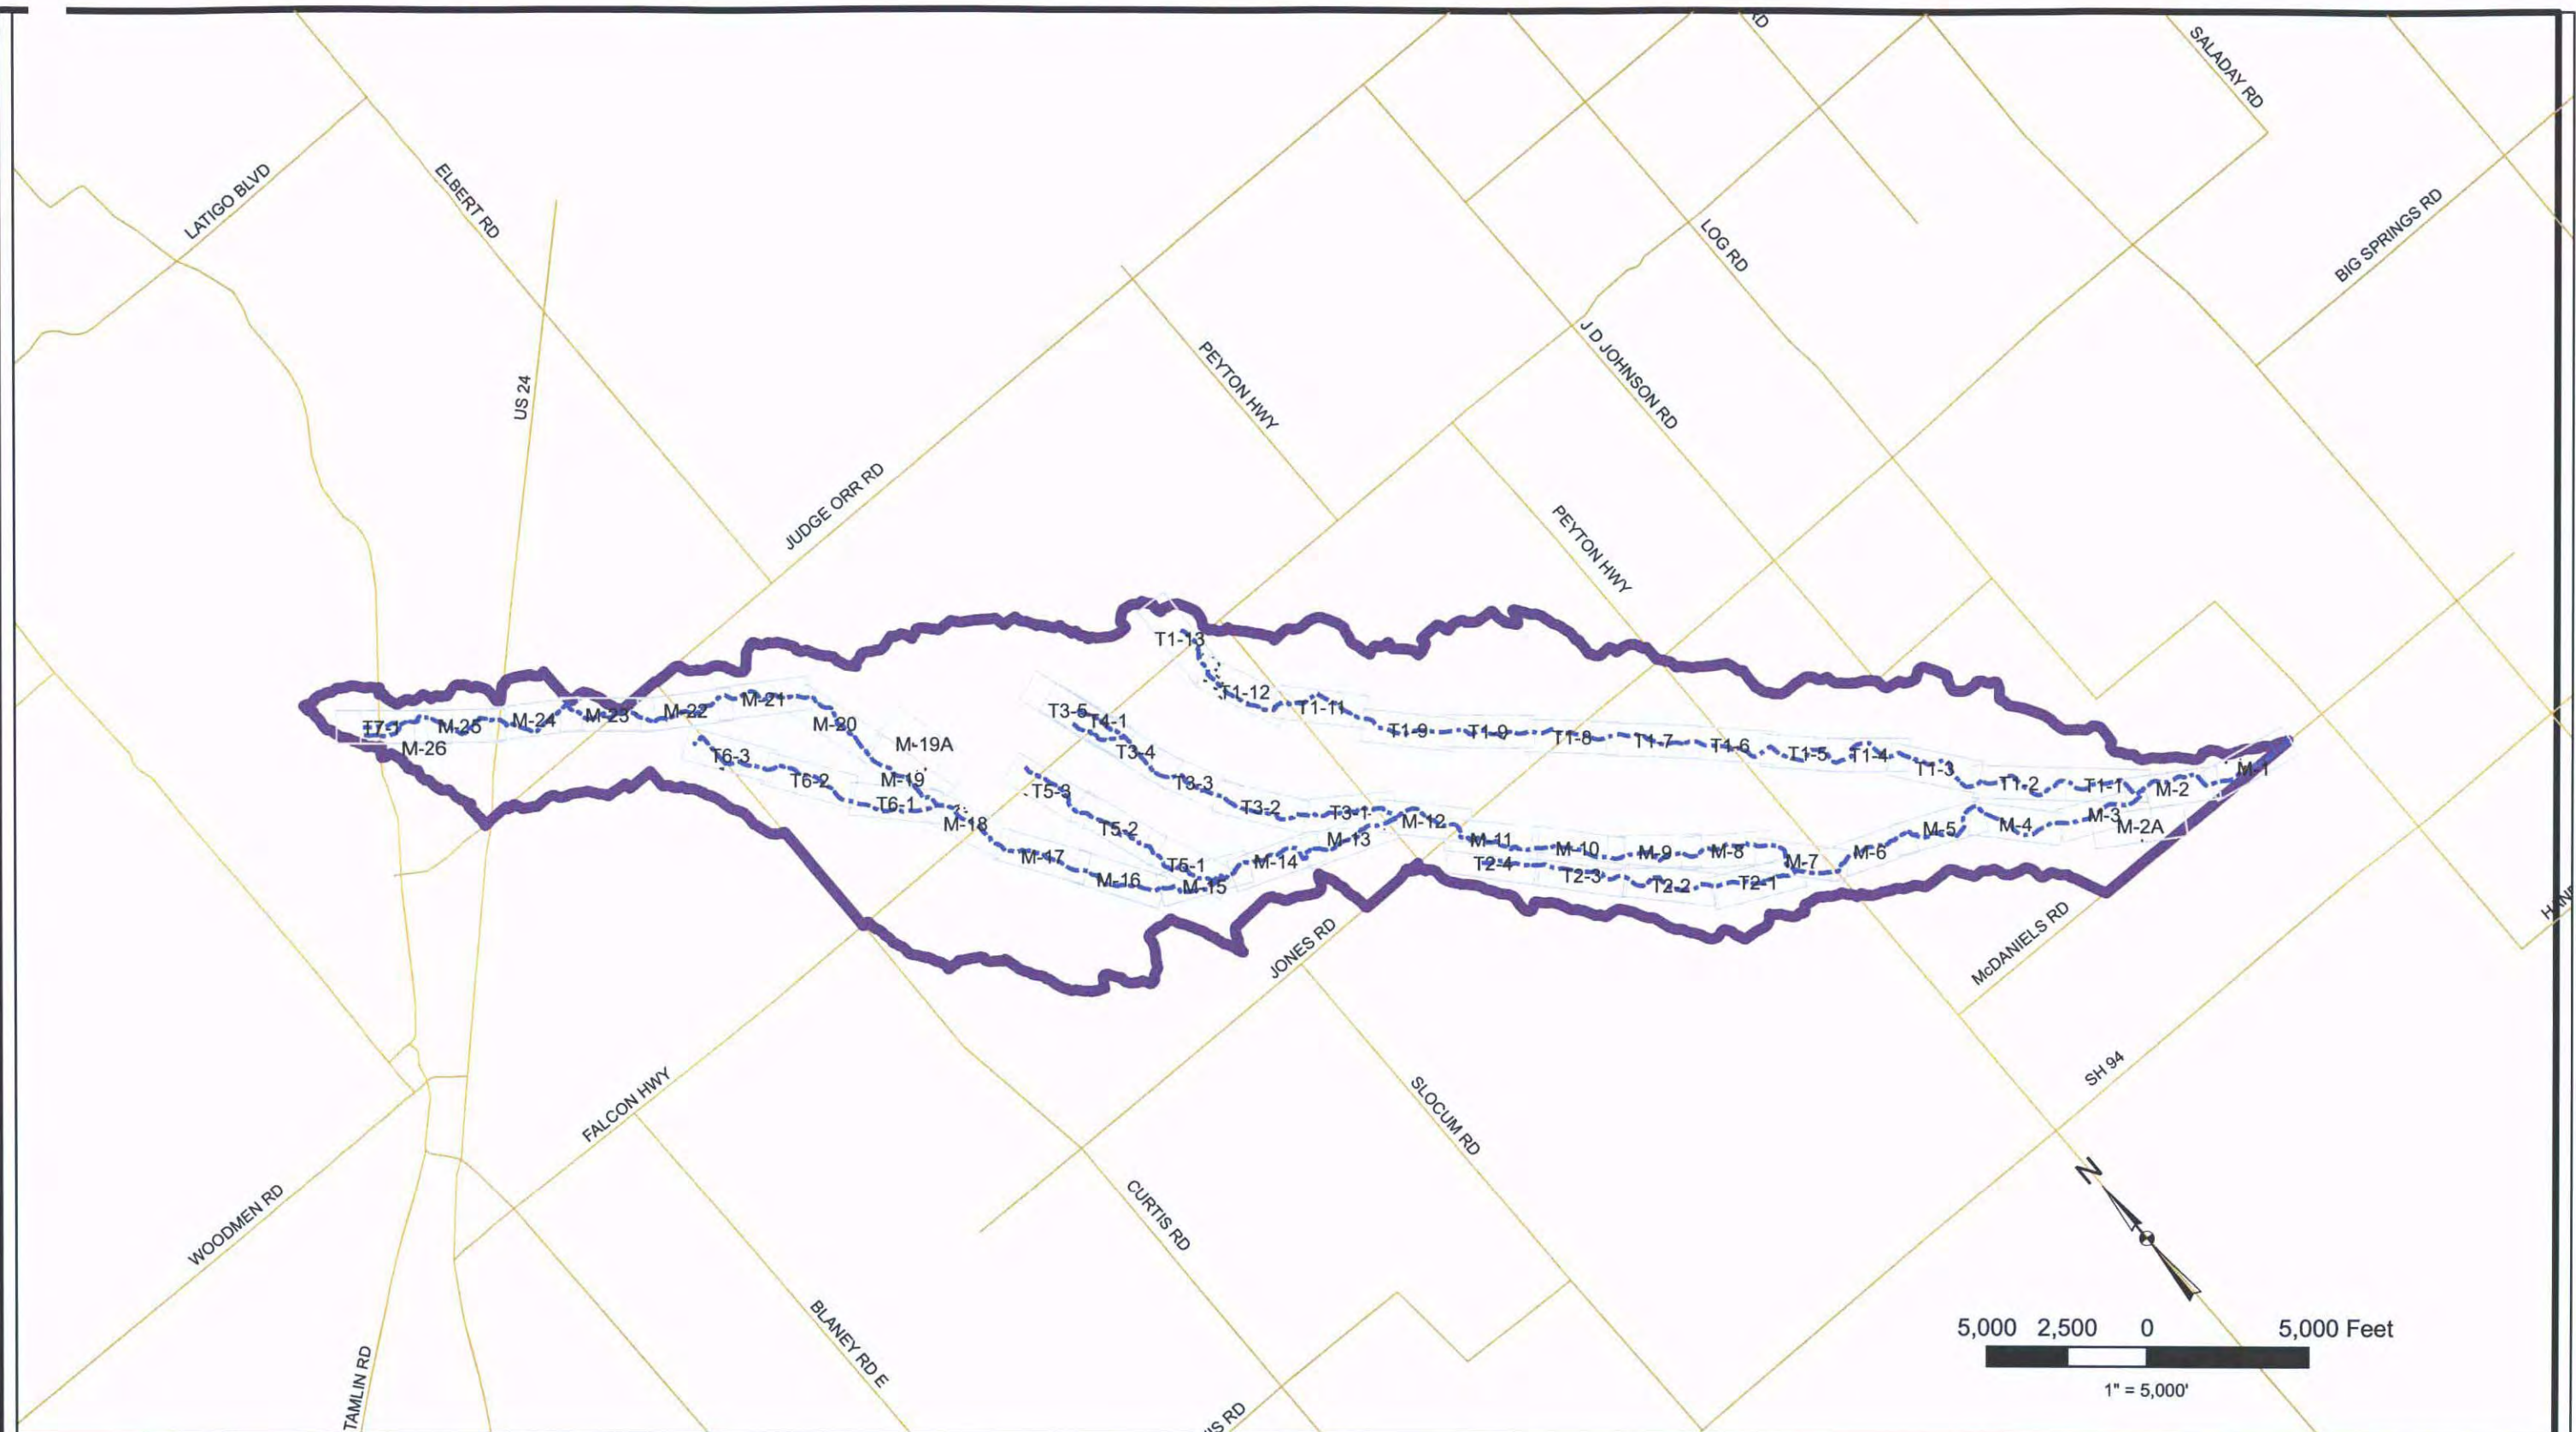 SALADAY RD
LATIGO BLVD
ELBERT RD
BIG SPRINGS RD
LOG RD
US 24
PEYTON HWY
J D JOHNSON RD
JUDGE ORR RD
PEYTON HWY
T1-13
T1-12
T1-11
T1-9
T1-9
T1-8
T1-7
T1-6
T1-5
T1-4
T1-3
T1-2
T1-1
M-1
M-2
M-3
M-2A
M-4
M-5
M-6
M-7
M-8
M-9
M-10
M-11
M-12
M-13
M-14
M-15
M-16
M-17
M-18
M-19
M-19A
M-20
M-21
M-22
M-23
M-24
M-25
M-26
T7-1
T6-3
T6-2
T6-1
T5-3
T5-2
T5-1
T3-5
T4-1
T3-4
T3-3
T3-2
T3-1
T2-4
T2-3
T2-2
T2-1
McDANIELS RD
JONES RD
SH 94
FALCON HWY
SLOCUM RD
WOODMEN RD
CURTIS RD
BLANEY RD E
TAMLIN RD
N
5,000 2,500 0 5,000 Feet
1" = 5,000'